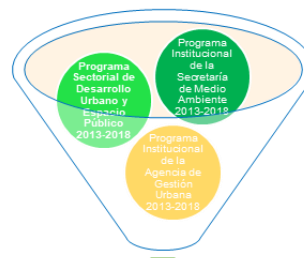 Programa
Sectorial de
Desarrollo
Urbano y
Espacio
Público
2013-2018
Programa
Institucional
de la
Secretaría
de Medio
Ambiente
2013-2018
Programa
Institucional
de la
Agencia de
Gestión
Urbana
2013-2018